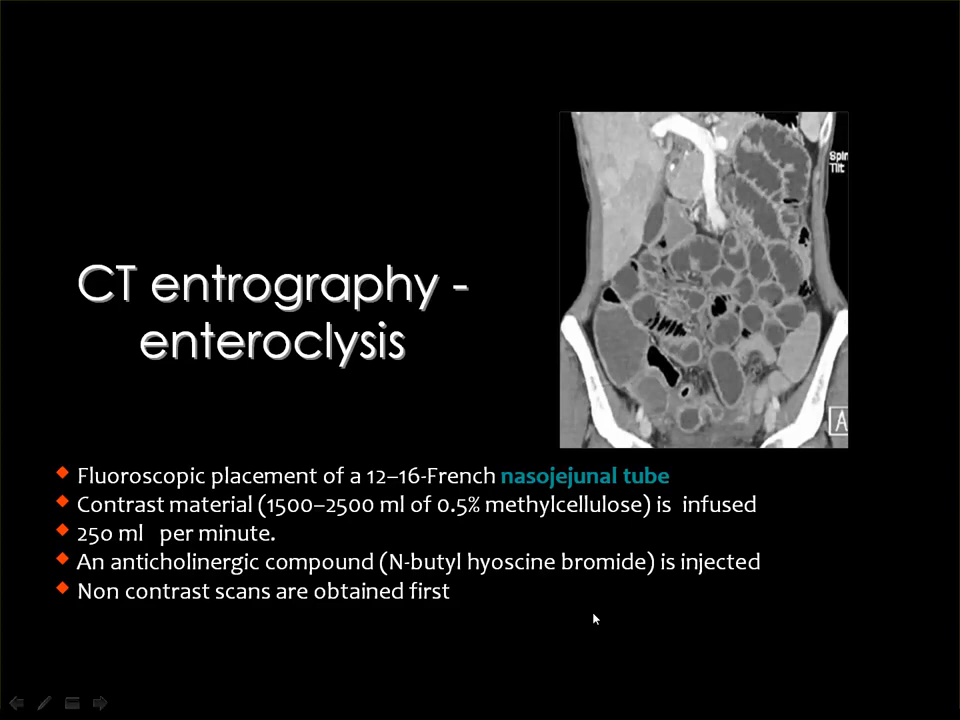 CT entrography -
enteroclysis
Spin
Tilt
A
Fluoroscopic placement of a 12–16-French nasojejunal tube
Contrast material (1500–2500 ml of 0.5% methylcellulose) is infused
250 ml per minute.
An anticholinergic compound (N-butyl hyoscine bromide) is injected
Non contrast scans are obtained first